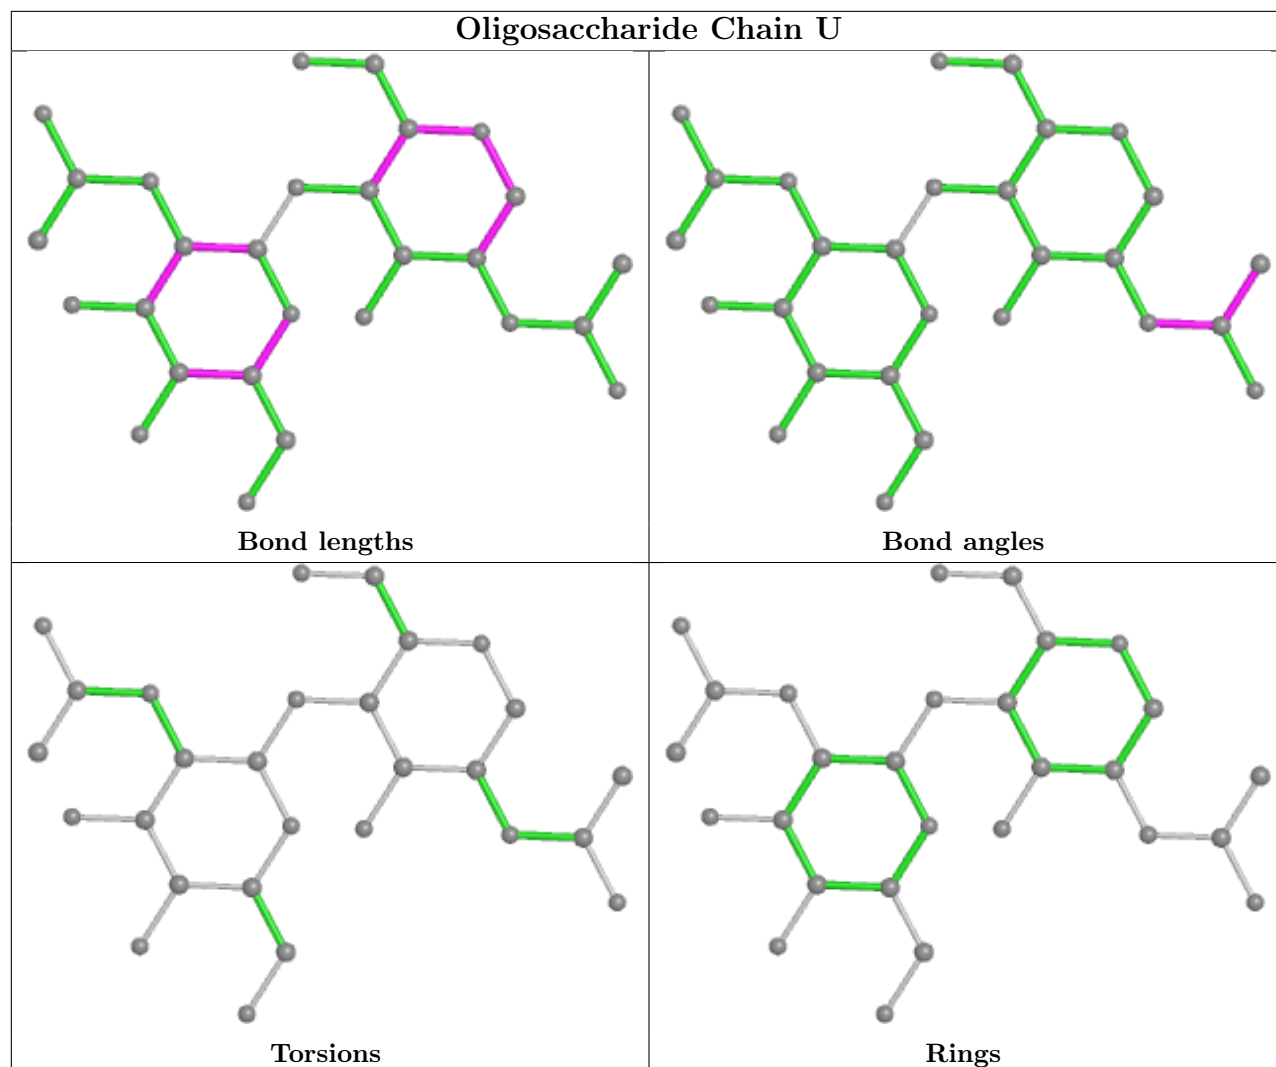 Oligosaccharide Chain U
Bond lengths
Bond angles
Torsions
Rings